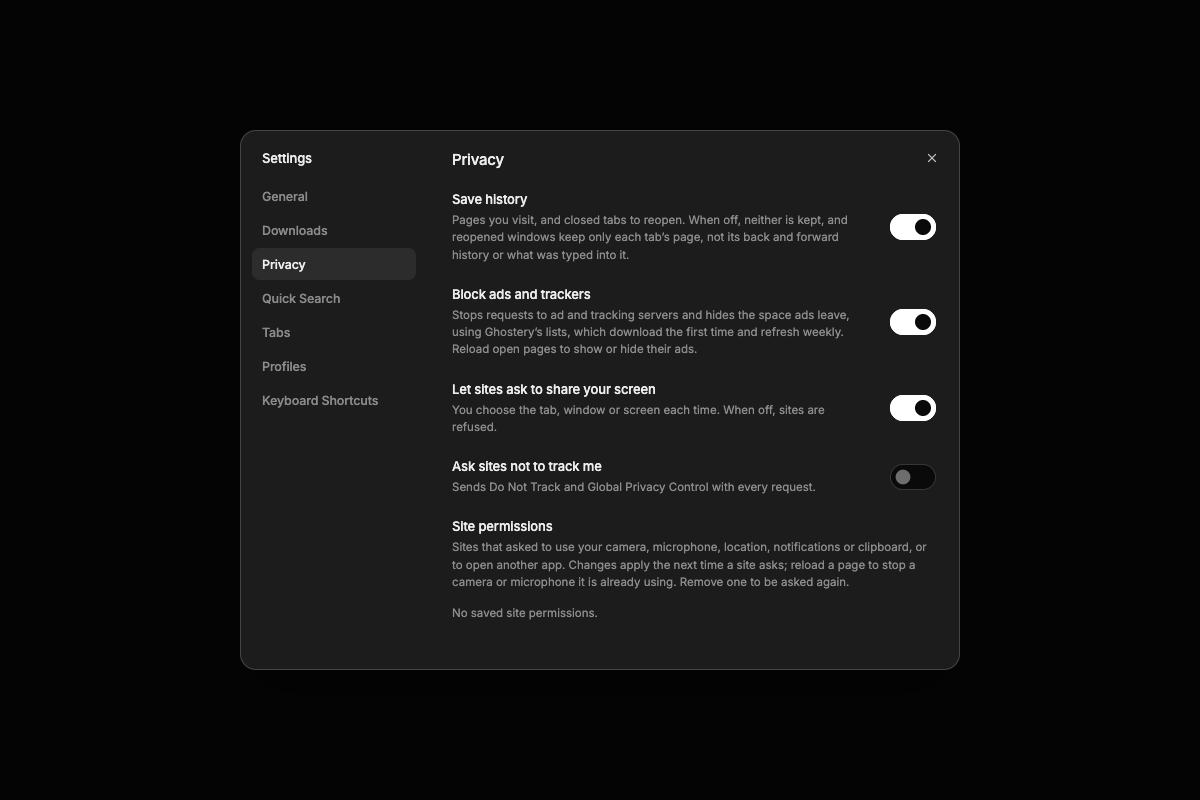 Settings
General
Downloads
Privacy
Quick Search
Tabs
Profiles
Keyboard Shortcuts
Privacy
Save history
Pages you visit, and closed tabs to reopen. When off, neither is kept, and
reopened windows keep only each tab’s page, not its back and forward
history or what was typed into it.
Block ads and trackers
Stops requests to ad and tracking servers and hides the space ads leave,
using Ghostery’s lists, which download the first time and refresh weekly.
Reload open pages to show or hide their ads.
Let sites ask to share your screen
You choose the tab, window or screen each time. When off, sites are
refused.
Ask sites not to track me
Sends Do Not Track and Global Privacy Control with every request.
Site permissions
Sites that asked to use your camera, microphone, location, notifications or clipboard, or
to open another app. Changes apply the next time a site asks; reload a page to stop a
camera or microphone it is already using. Remove one to be asked again.
No saved site permissions.